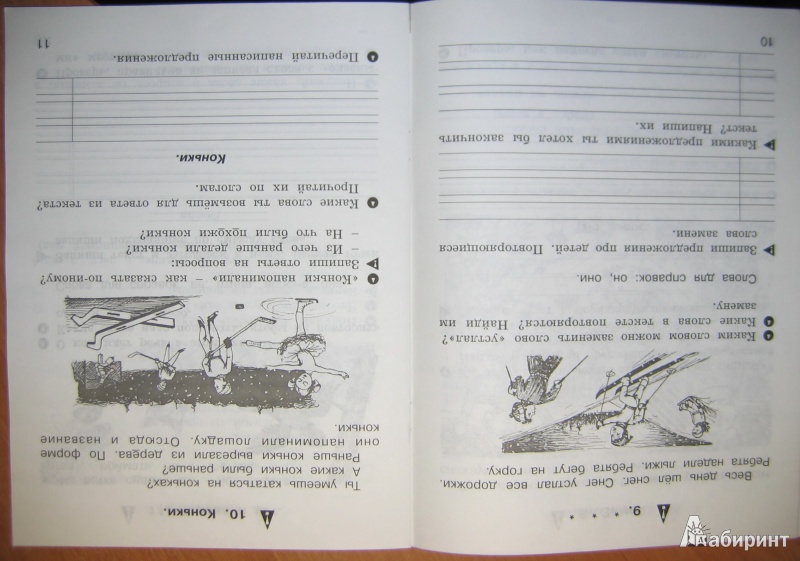 9. * * *
Весь день шёл снег. Снег устлал все дорожки.
Ребята надели лыжи. Ребята бегут на горку.
Каким словом можно заменить слово «устлал»?
Какие слова в тексте повторяются? Найди им
замену.
Слова для справок: он, они.
Запиши предложения про детей. Повторяющиеся
слова замени.
Какими предложениями ты хотел бы закончить
текст? Напиши их.
10
10. Коньки.
Ты умеешь кататься на коньках?
А какие коньки были раньше?
Раньше коньки вырезали из дерева. По форме
они напоминали лошадку. Отсюда и название
коньки.
«Коньки напоминали» – как сказать по-иному?
Запиши ответы на вопросы:
– Из чего раньше делали коньки?
– На что были похожи коньки?
Какие слова ты возьмёшь для ответа из текста?
Прочитай их по слогам.
Коньки.
Перечитай написанные предложения.
11
Лабиринт